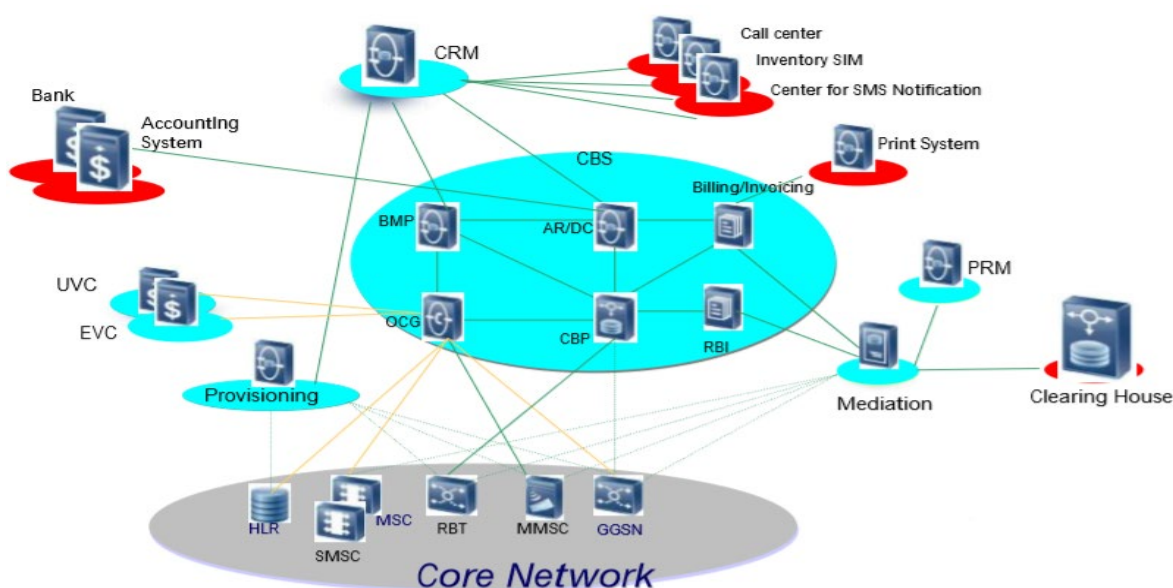 Call center
CRM
Inventory SIM
Center for SMS Notification
Bank
Accounting
System
Print System
CBS
Billing/Invoicing
BMP
AR/DC
PRM
UVC
OCG
EVC
CBP
RBI
Provisioning
Mediation
Clearing House
HLR
MSC
RBT
MMSC
GGSN
SMSC
Core Network